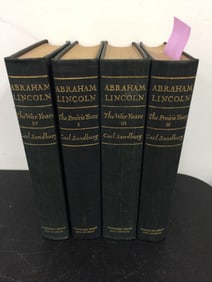 ABRAHAM
LINCOLN
The War Years
IV
Carl Sandburg
ABRAHAM
LINCOLN
The Prairie Years
I
Carl Sandburg
ABRAHAM
LINCOLN
The War Years
III
Carl Sandburg
ABRAHAM
LINCOLN
The Prairie Years
II
Carl Sandburg